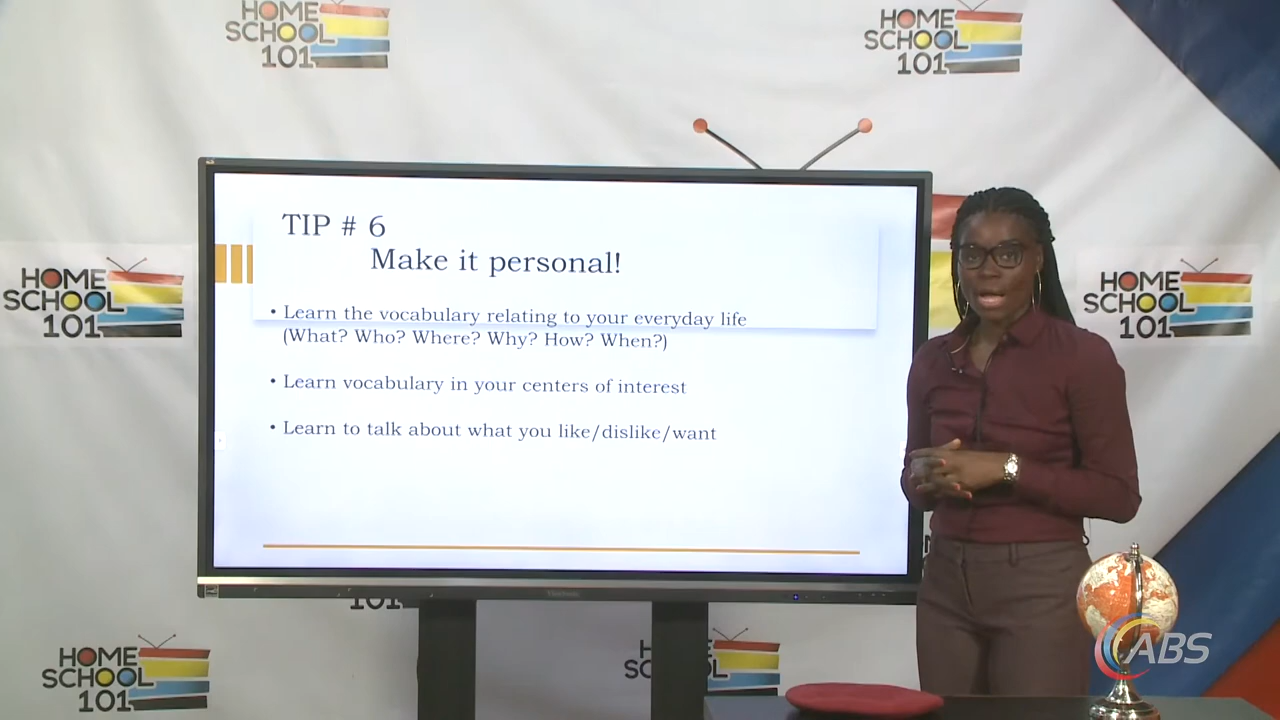 HOME
SCHOOL
101
HOME
SCHOOL
101
TIP # 6
Make it personal!
• Learn the vocabulary relating to your everyday life
(What? Who? Where? Why? How? When?)
• Learn vocabulary in your centers of interest
• Learn to talk about what you like/dislike/want
HOME
SCHOOL
101
HOME
SCHOOL
101
ViewSonic
101
HOME
SCHOOL
101
SC
ABS